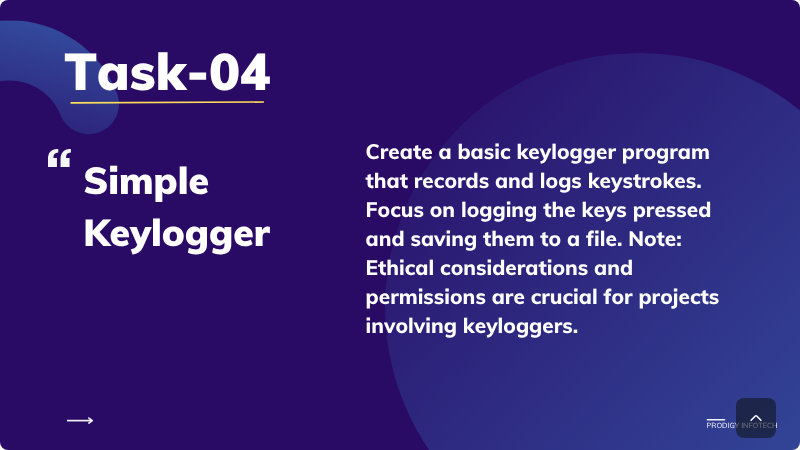 Task-04
“ Simple
Keylogger
Create a basic keylogger program
that records and logs keystrokes.
Focus on logging the keys pressed
and saving them to a file. Note:
Ethical considerations and
permissions are crucial for projects
involving keyloggers.
PRODIGY INFOTECH